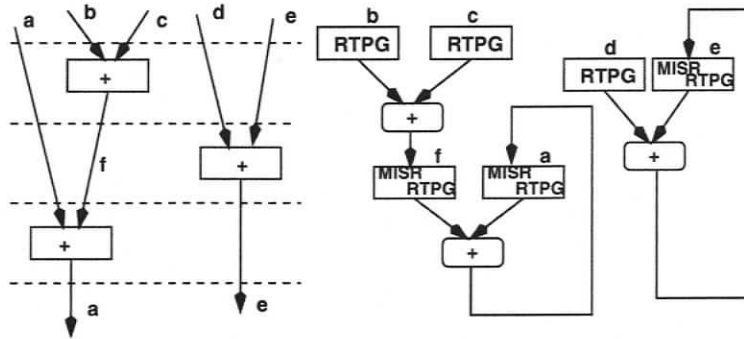 a b c d e
+
f
+
+
a e
b c
RTPG RTPG
+
f a
MISR RTPG MISR RTPG
+
d e
RTPG MISR RTPG
+